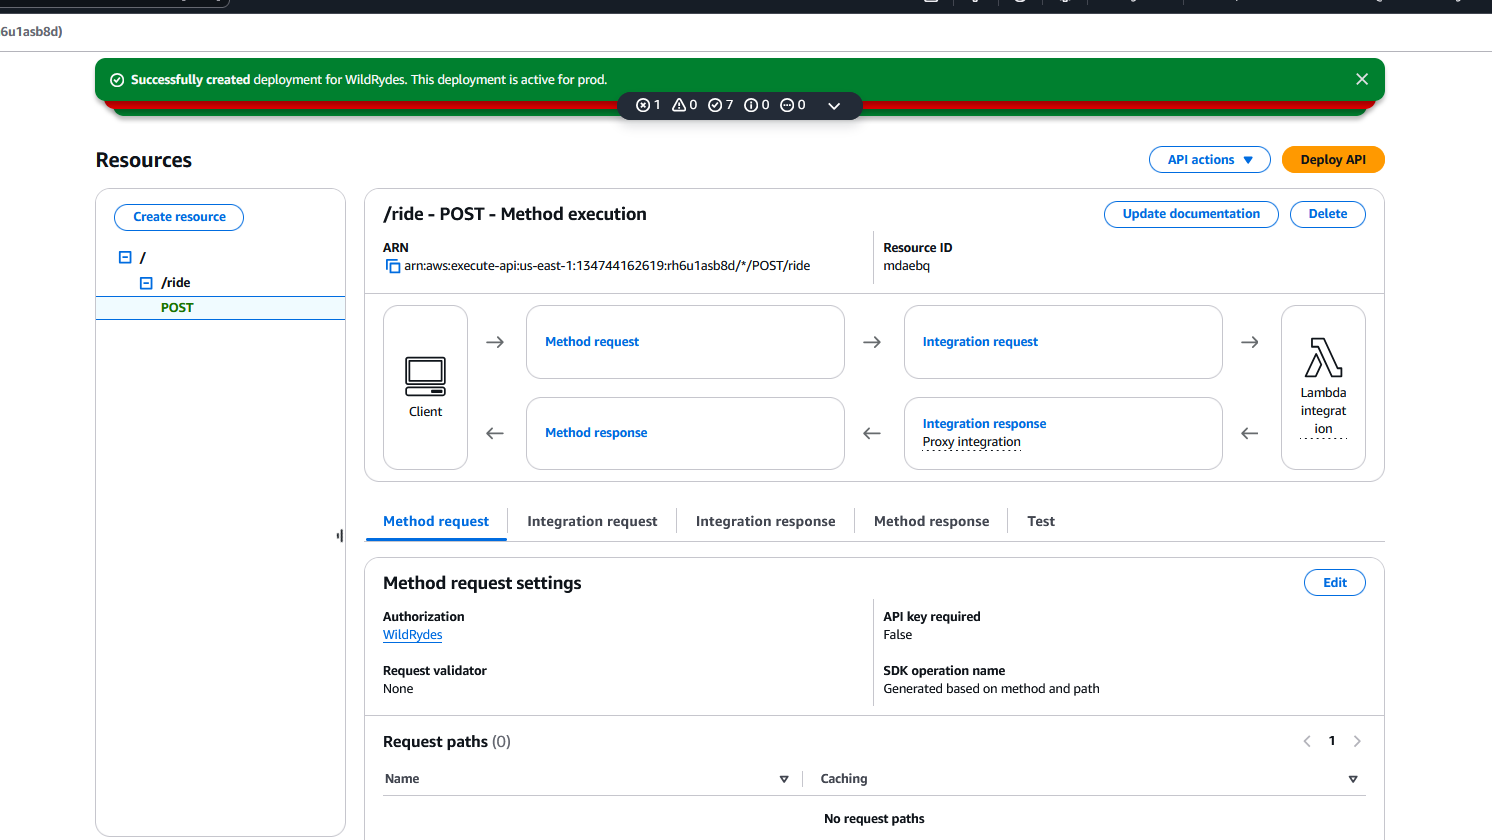 6u1asb8d)
Successfully created deployment for WildRydes. This deployment is active for prod.
1 0 7 0 0
Resources
API actions
Deploy API
Create resource
/
/ride
POST
/ride - POST - Method execution
Update documentation
Delete
ARN
arn:aws:execute-api:us-east-1:134744162619:rh6u1asb8d/*/POST/ride
Resource ID
mdaebq
Client
Method request
Integration request
Method response
Integration response
Proxy integration
Lambda
integrat
ion
Method request
Integration request
Integration response
Method response
Test
Method request settings
Edit
Authorization
WildRydes
API key required
False
Request validator
None
SDK operation name
Generated based on method and path
Request paths (0)
1
Name
Caching
No request paths